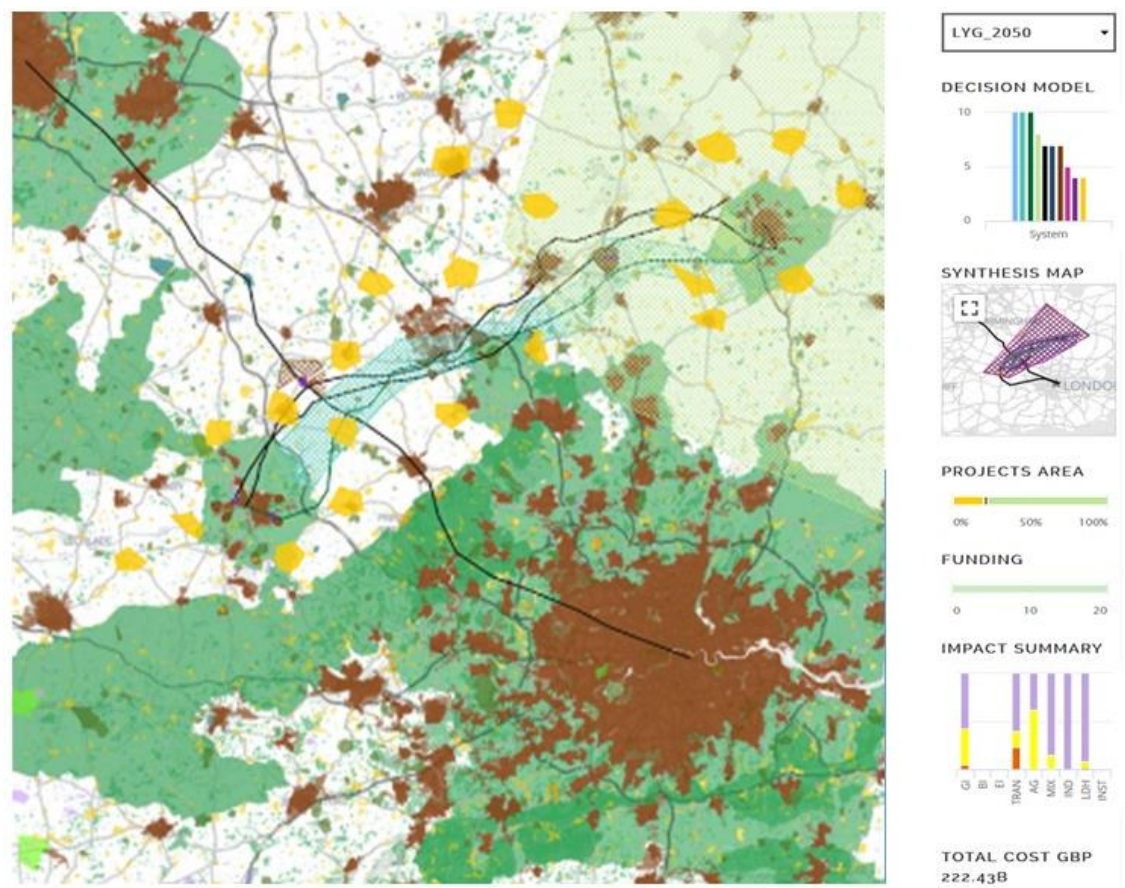 LYG_2050
DECISION MODEL
10
5
0
System
SYNTHESIS MAP
LONDO
PROJECTS AREA
0% 50% 100%
FUNDING
0 10 20
IMPACT SUMMARY
GI BI EI TRAN AG MIX IND LDH INST
TOTAL COST GBP
222.43B